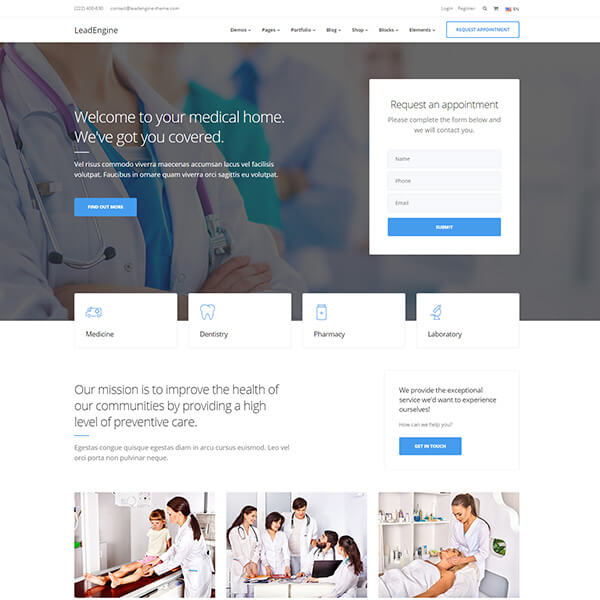 (222) 400-630 contact@leadengine-theme.com Login Register EN
LeadEngine Demos Pages Portfolio Blog Shop Blocks Elements REQUEST APPOINTMENT
Welcome to your medical home.
We've got you covered.
Vel risus commodo viverra maecenas accumsan lacus vel facilisis
volutpat. Faucibus in ornare quam viverra orci sagittis eu volutpat.
FIND OUT MORE
Request an appointment
Please complete the form below and
we will contact you.
Name
Phone
Email
SUBMIT
Medicine
Dentistry
Pharmacy
Laboratory
Our mission is to improve the health of
our communities by providing a high
level of preventive care.
Egestas congue quisque egestas diam in arcu cursus euismod. Leo vel
orci porta non pulvinar neque.
We provide the exceptional
service we'd want to experience
ourselves!
How can we help you?
GET IN TOUCH